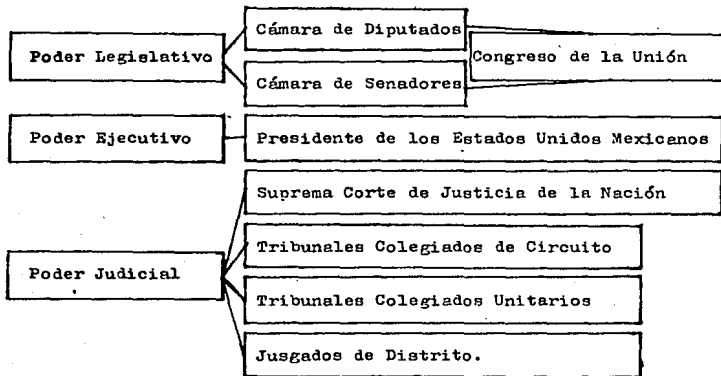 Poder Legislativo
Cámara de Diputados
Cámara de Senadores
Congreso de la Unión
Poder Ejecutivo
Presidente de los Estados Unidos Mexicanos
Poder Judicial
Suprema Corte de Justicia de la Nación
Tribunales Colegiados de Circuito
Tribunales Colegiados Unitarios
Jusgados de Distrito.